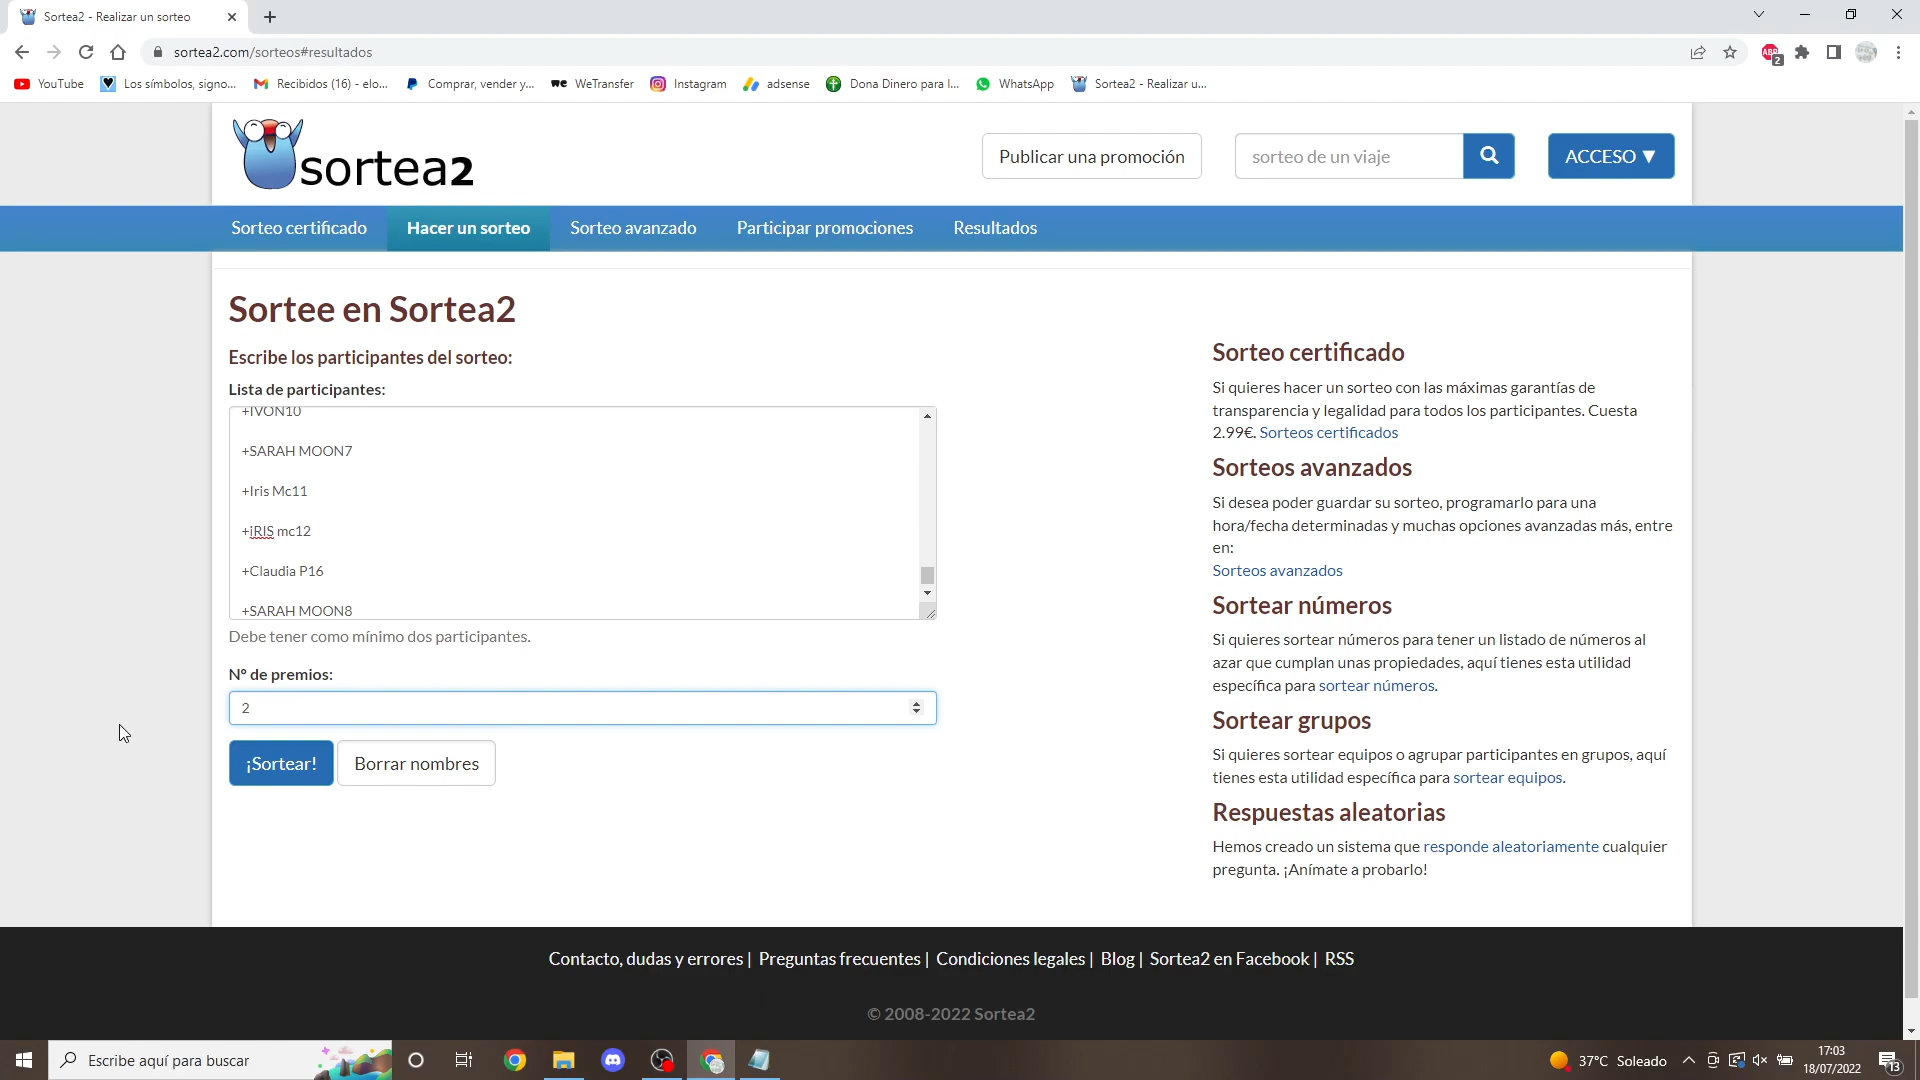 Sortea2 - Realizar un sorteo
sortea2.com/sorteos#resultados
ABP
2
YouTube
Los símbolos, signo...
Recibidos (16) - elo...
Comprar, vender y...
we WeTransfer
Instagram
adsense
Dona Dinero para l...
WhatsApp
Sortea2 - Realizar u...
sortea2
Publicar una promoción
sorteo de un viaje
ACCESO ▼
Sorteo certificado
Hacer un sorteo
Sorteo avanzado
Participar promociones
Resultados
Sortee en Sortea2
Escribe los participantes del sorteo:
Lista de participantes:
+IVON10
+SARAH MOON7
+Iris Mc11
+iRIS mc12
+Claudia P16
+SARAH MOON8
Debe tener como mínimo dos participantes.
Nº de premios:
2
¡Sortear!
Borrar nombres
Sorteo certificado
Si quieres hacer un sorteo con las máximas garantías de
transparencia y legalidad para todos los participantes. Cuesta
2.99€. Sorteos certificados
Sorteos avanzados
Si desea poder guardar su sorteo, programarlo para una
hora/fecha determinadas y muchas opciones avanzadas más, entre
en:
Sorteos avanzados
Sortear números
Si quieres sortear números para tener un listado de números al
azar que cumplan unas propiedades, aquí tienes esta utilidad
específica para sortear números.
Sortear grupos
Si quieres sortear equipos o agrupar participantes en grupos, aquí
tienes esta utilidad específica para sortear equipos.
Respuestas aleatorias
Hemos creado un sistema que responde aleatoriamente cualquier
pregunta. ¡Anímate a probarlo!
Contacto, dudas y errores | Preguntas frecuentes | Condiciones legales | Blog | Sortea2 en Facebook | RSS
© 2008-2022 Sortea2
Escribe aquí para buscar
37°C Soleado
17:03
18/07/2022
13